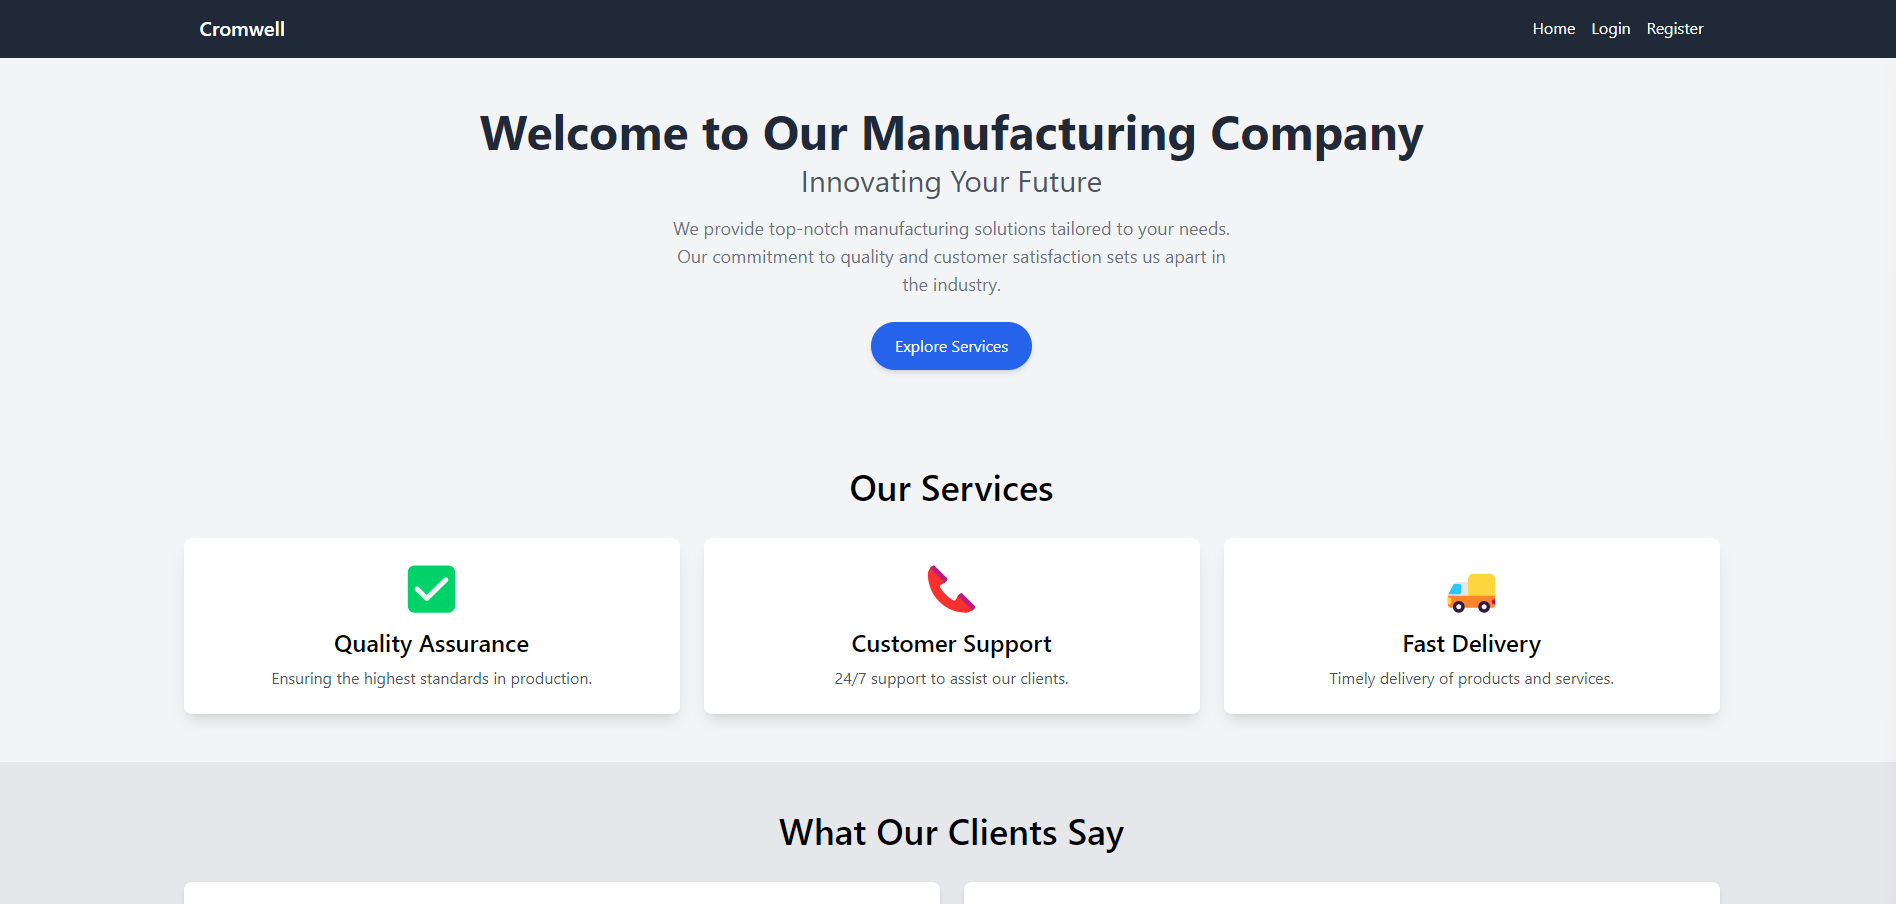 Cromwell
Home Login Register
Welcome to Our Manufacturing Company
Innovating Your Future
We provide top-notch manufacturing solutions tailored to your needs.
Our commitment to quality and customer satisfaction sets us apart in
the industry.
Explore Services
Our Services
Quality Assurance
Ensuring the highest standards in production.
Customer Support
24/7 support to assist our clients.
Fast Delivery
Timely delivery of products and services.
What Our Clients Say